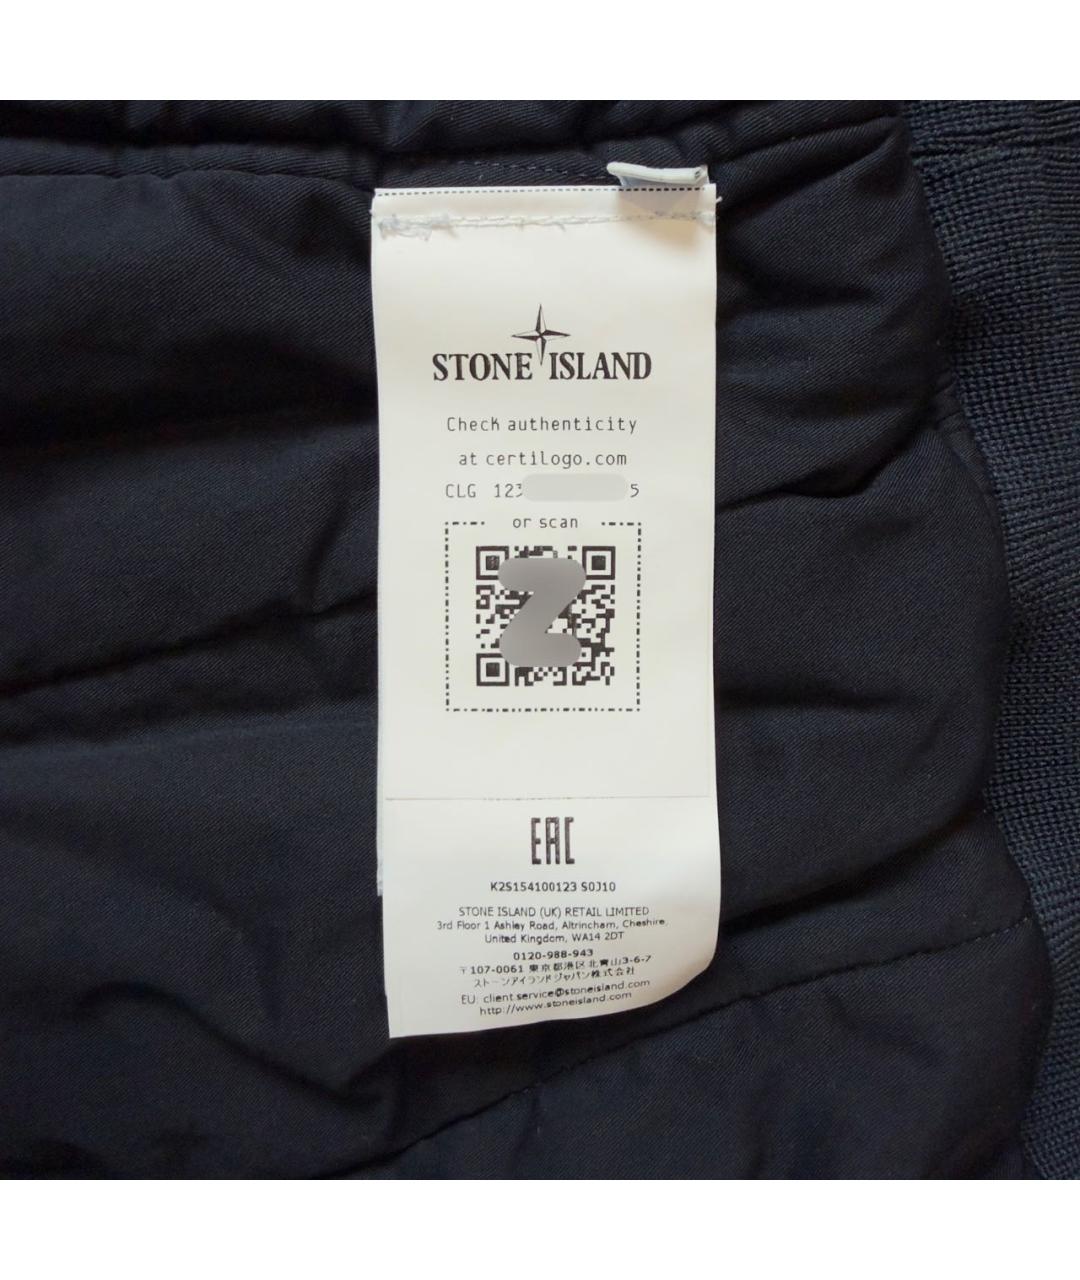 STONE ISLAND
Check authenticity
at certilogo.com
CLG 123 5
or scan
Z
EAC
K2S154100123 S0J10
STONE ISLAND (UK) RETAIL LIMITED
3rd Floor 1 Ashley Road, Altrincham, Cheshire,
United Kingdom, WA14 2DT
0120-988-943
〒107-0061 東京都港区北青山3-6-7
ストーンアイランドジャパン株式会社
EU: client.service@stoneisland.com
http://www.stoneisland.com